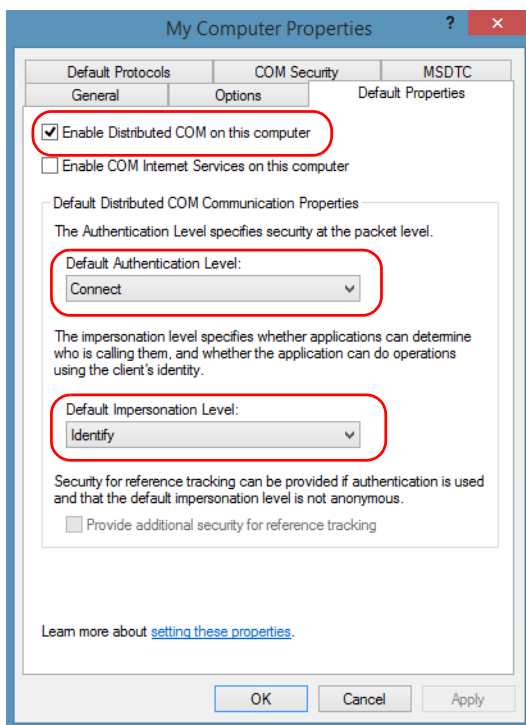 My Computer Properties
?
×
Default Protocols
COM Security
MSDTC
General
Options
Default Properties
Enable Distributed COM on this computer
Enable COM Internet Services on this computer
Default Distributed COM Communication Properties
The Authentication Level specifies security at the packet level.
Default Authentication Level:
Connect
The impersonation level specifies whether applications can determine
who is calling them, and whether the application can do operations
using the client's identity.
Default Impersonation Level:
Identify
Security for reference tracking can be provided if authentication is used
and that the default impersonation level is not anonymous.
Provide additional security for reference tracking
Learn more about setting these properties.
OK
Cancel
Apply